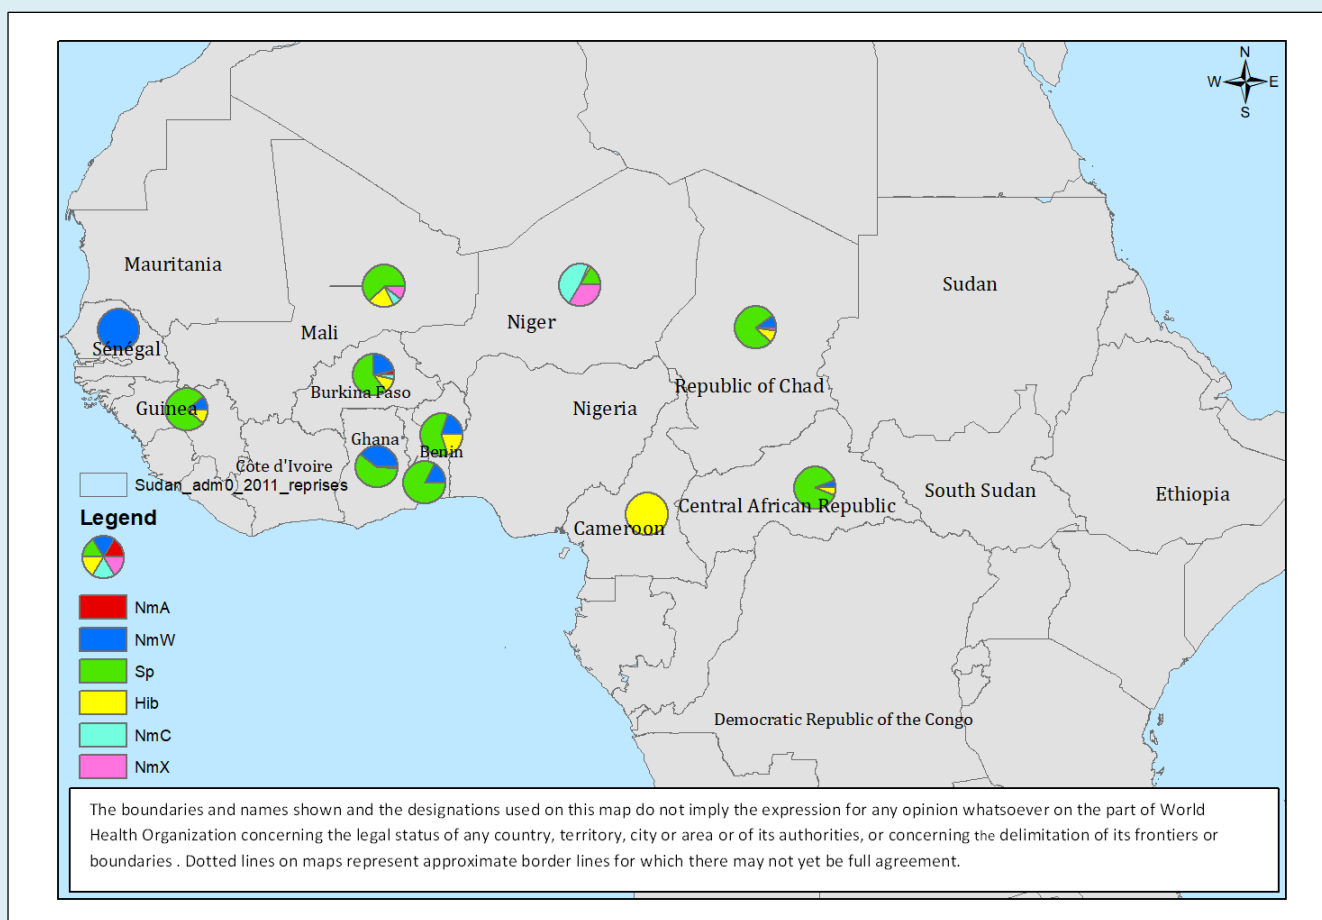 N
W E
S
Mauritania
Sudan
Niger
Mali
Sénégal
Republic of Chad
Burkina Faso
Guinea
Nigeria
Ghana
Benin
Côte d'Ivoire
Sudan_adm0_2011_reprises
South Sudan
Ethiopia
Central African Republic
Cameroon
Legend
NmA
NmW
Sp
Hib
NmC
NmX
Democratic Republic of the Congo
The boundaries and names shown and the designations used on this map do not imply the expression for any opinion whatsoever on the part of World
Health Organization concerning the legal status of any country, territory, city or area or of its authorities, or concerning the delimitation of its frontiers or
boundaries . Dotted lines on maps represent approximate border lines for which there may not yet be full agreement.